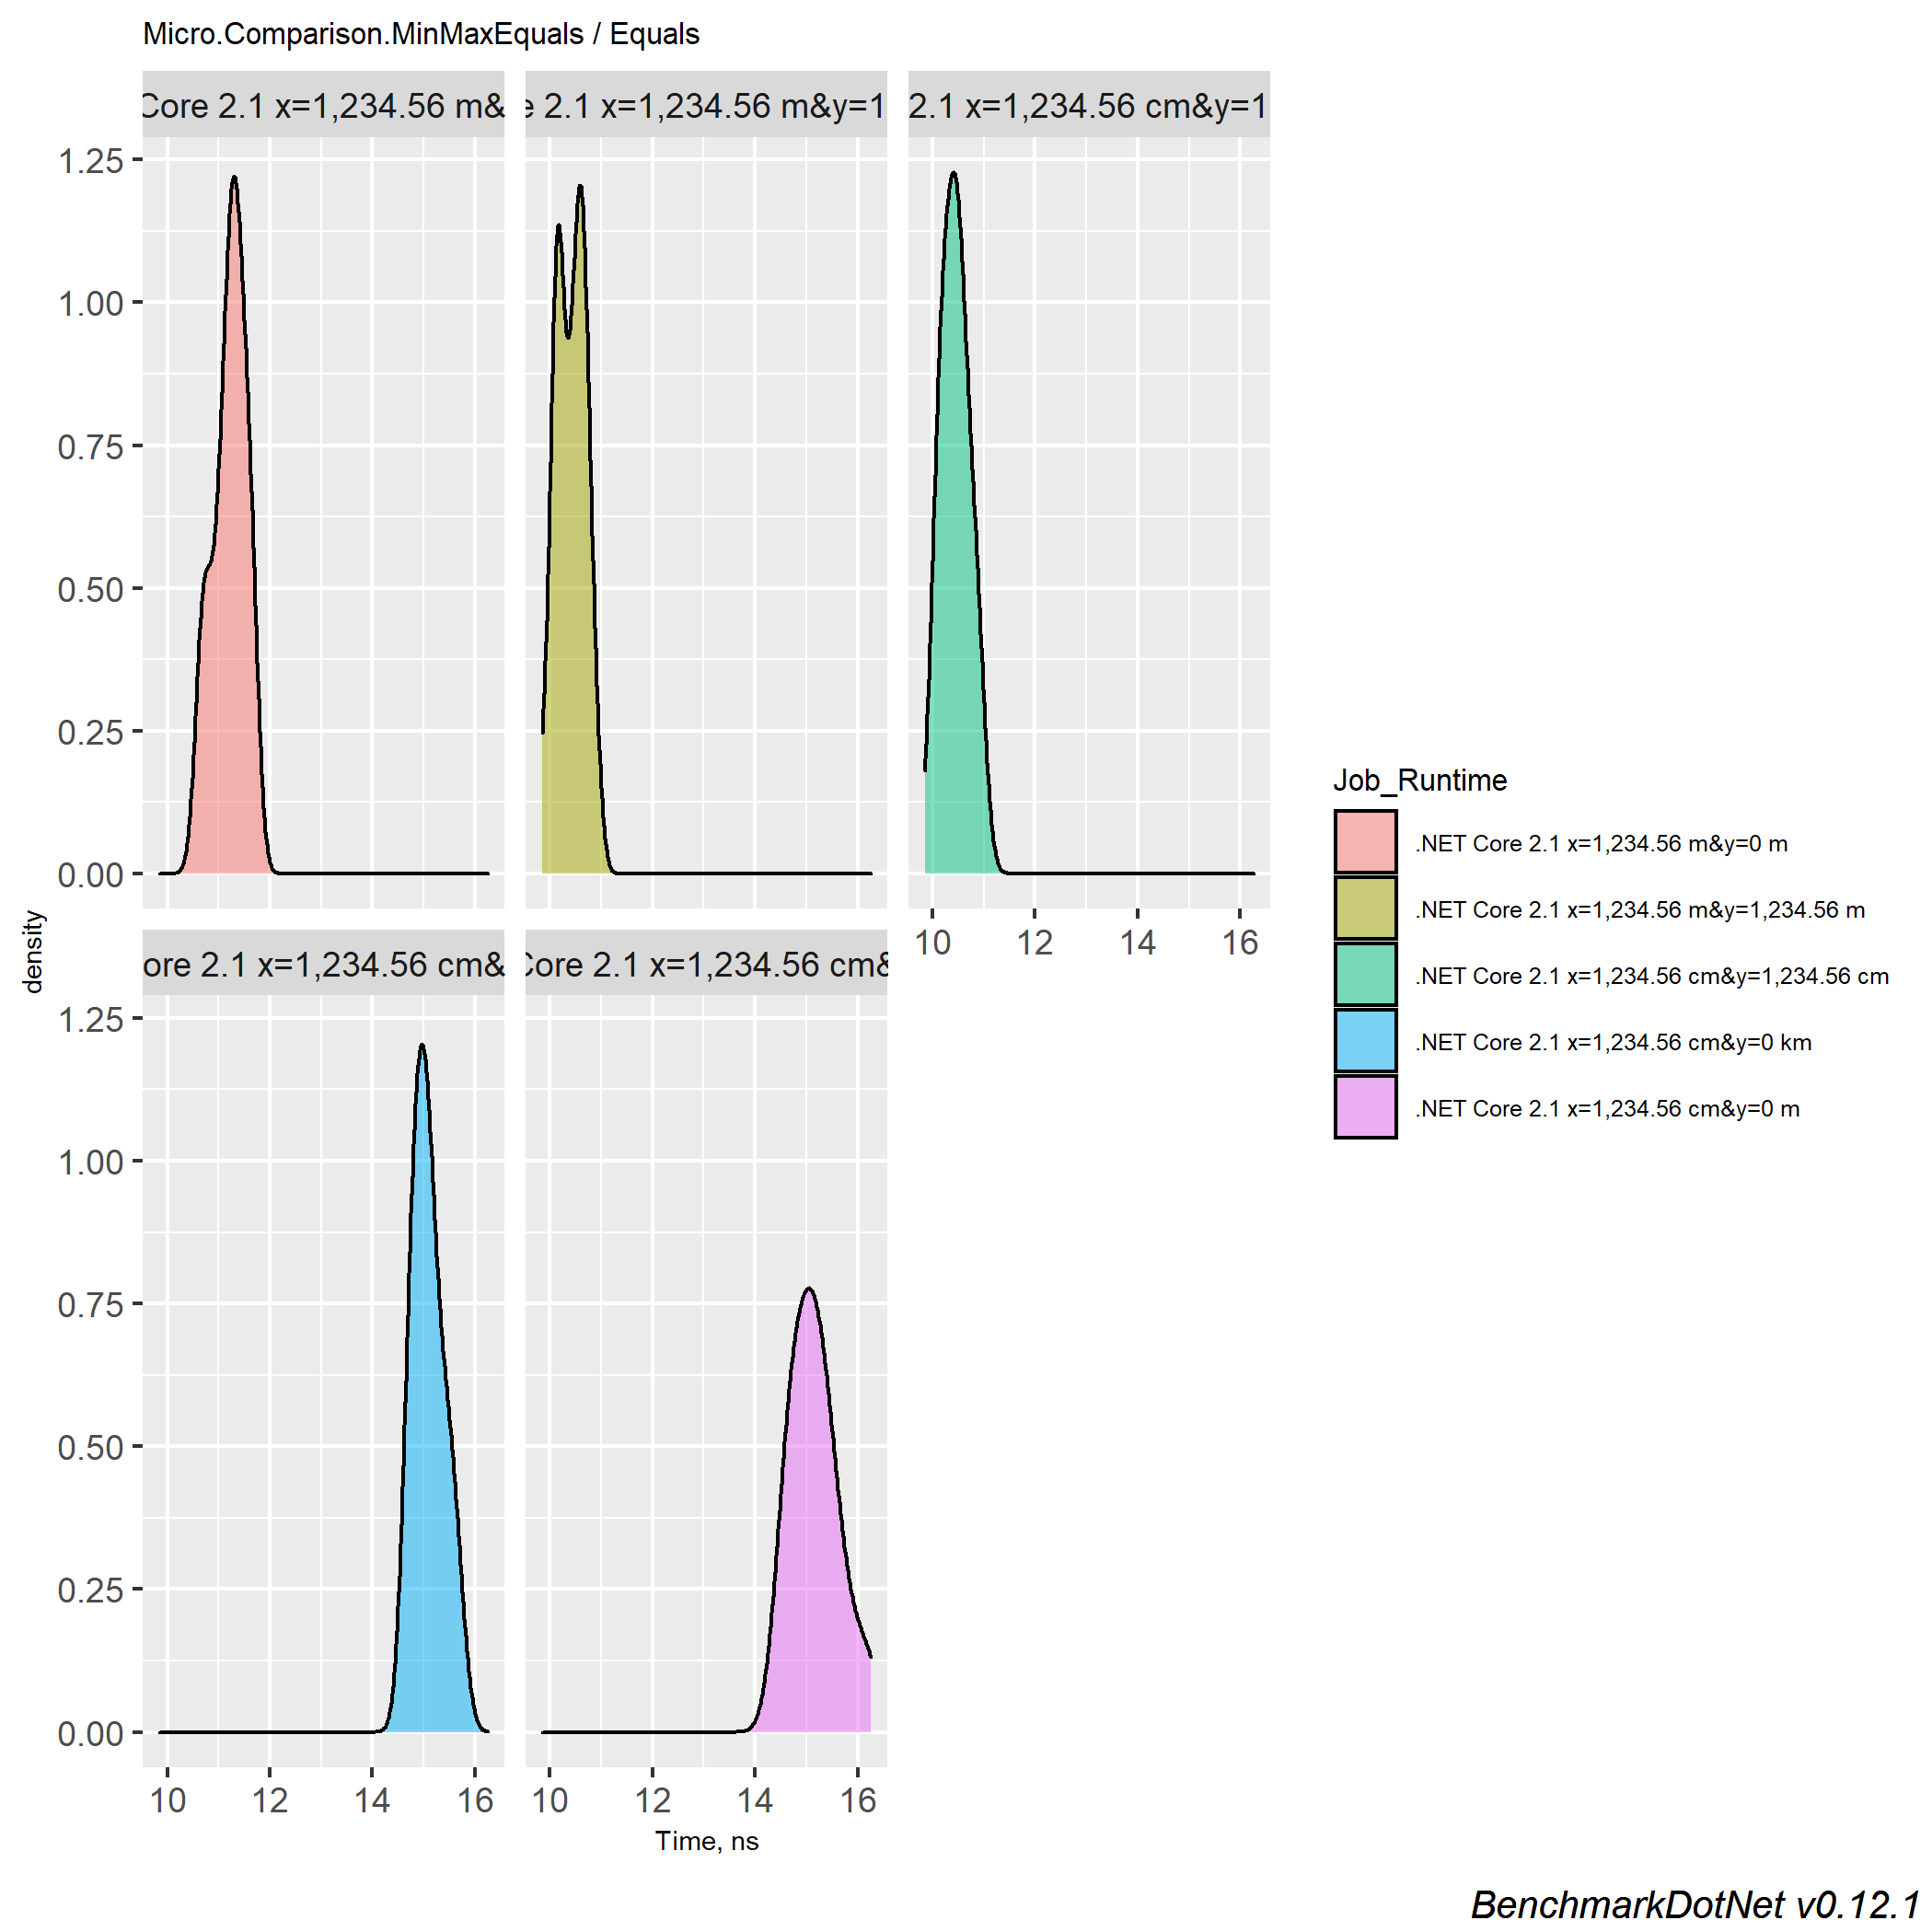 Micro.Comparison.MinMaxEquals / Equals
Core 2.1 x=1,234.56 m& e 2.1 x=1,234.56 m&y=1 2.1 x=1,234.56 cm&y=1
1.25
1.00
0.75
0.50
0.25
0.00
10 12 14 16
density
ore 2.1 x=1,234.56 cm& Core 2.1 x=1,234.56 cm&
1.25
1.00
0.75
0.50
0.25
0.00
10 12 14 16 10 12 14 16
Time, ns
Job_Runtime
.NET Core 2.1 x=1,234.56 m&y=0 m
.NET Core 2.1 x=1,234.56 m&y=1,234.56 m
.NET Core 2.1 x=1,234.56 cm&y=1,234.56 cm
.NET Core 2.1 x=1,234.56 cm&y=0 km
.NET Core 2.1 x=1,234.56 cm&y=0 m
BenchmarkDotNet v0.12.1